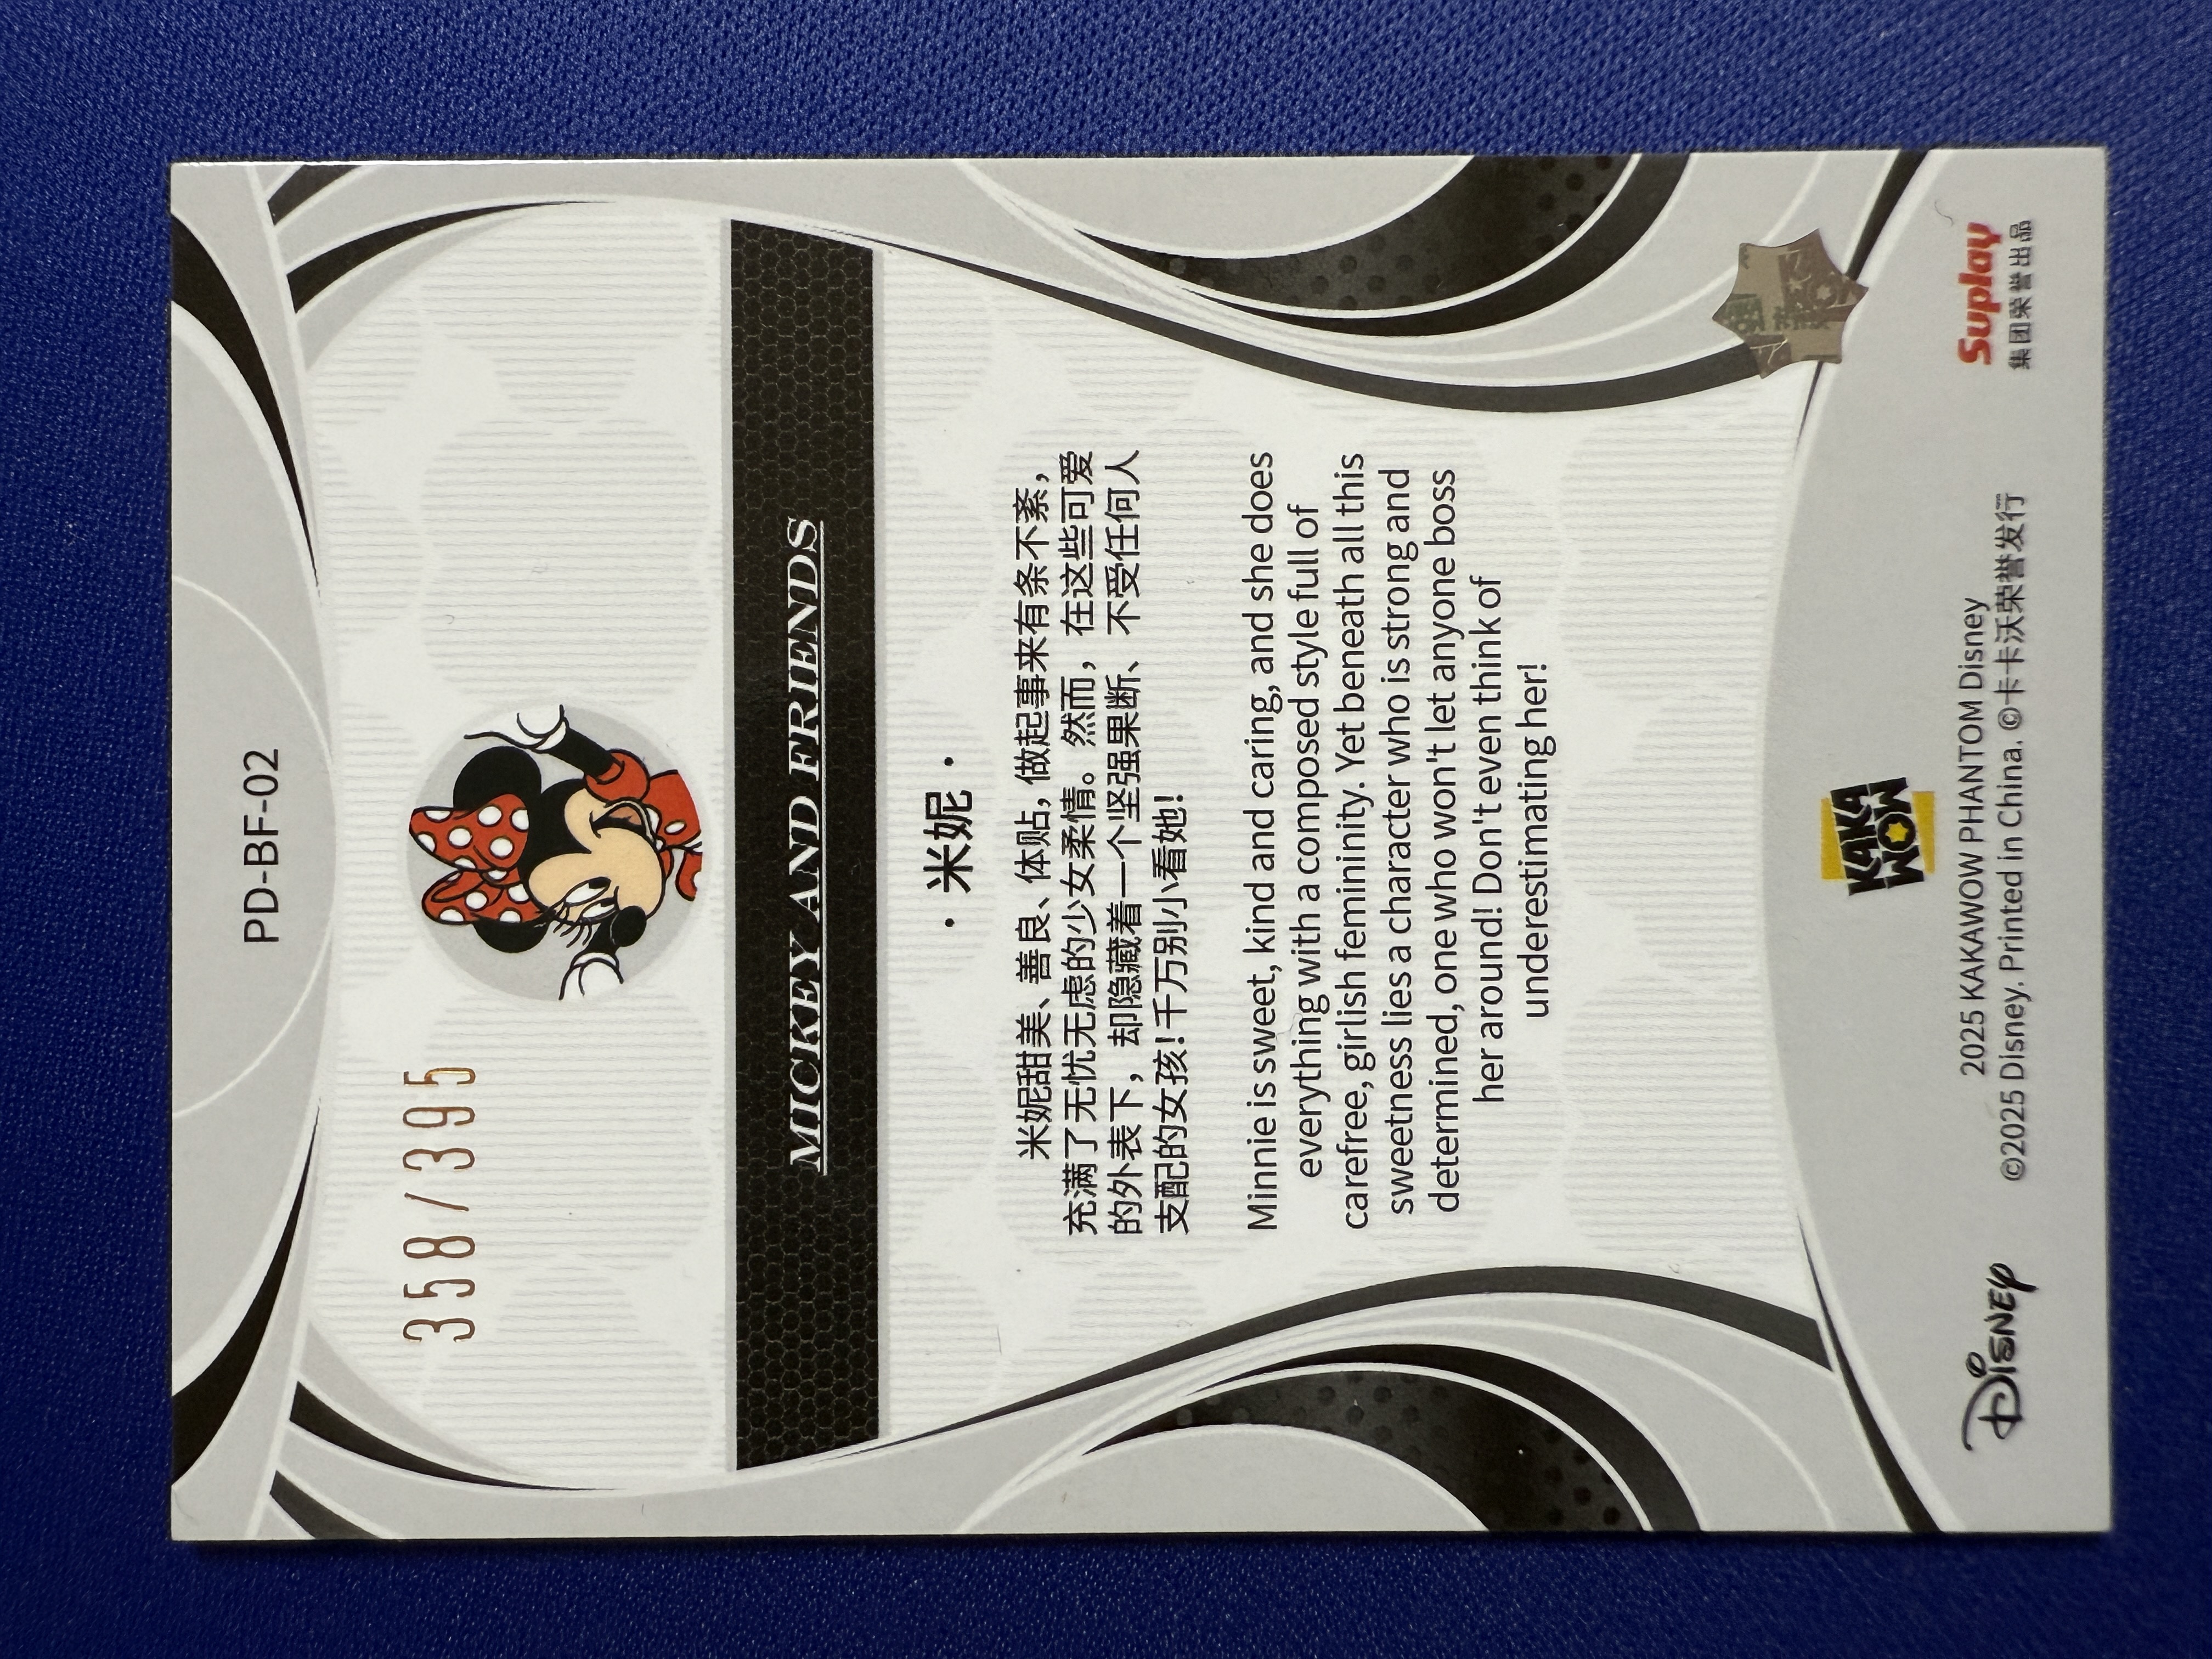 PD-BF-02
358/395
MICKEY AND FRIENDS
·米妮·
米妮甜美、善良、体贴，做起事来有条不紊，
充满了无忧无虑的少女柔情。然而，在这些可爱
的外表下，却隐藏着一个坚强果断、不受任何人
支配的女孩！千万别小看她！
Minnie is sweet, kind and caring, and she does
everything with a composed style full of
carefree, girlish femininity. Yet beneath all this
sweetness lies a character who is strong and
determined, one who won't let anyone boss
her around! Don't even think of
underestimating her!
KAKA
WOW
Disney
2025 KAKAWOW PHANTOM Disney
©2025 Disney. Printed in China. ©卡卡沃荣誉发行
Suplay
集团荣誉出品